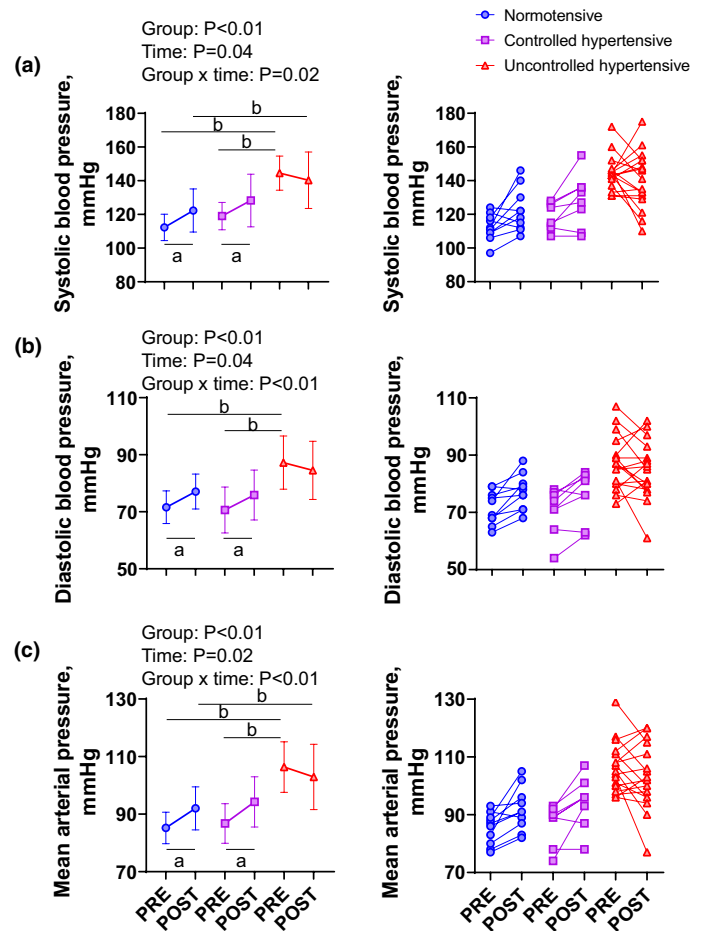 Normotensive
Controlled hypertensive
Uncontrolled hypertensive
(a)
Group: P<0.01
Time: P=0.04
Group x time: P=0.02
Systolic blood pressure,
mmHg
180
160
140
120
100
80
b
b
b
a
a
180
160
140
120
100
80
Systolic blood pressure,
mmHg
(b)
Group: P<0.01
Time: P=0.04
Group x time: P<0.01
Diastolic blood pressure,
mmHg
110
90
70
50
b
b
a
a
Diastolic blood pressure,
mmHg
110
90
70
50
(c)
Group: P<0.01
Time: P=0.02
Group x time: P<0.01
Mean arterial pressure,
mmHg
130
110
90
70
b
b
b
a
a
PRE
POST
PRE
POST
PRE
POST
Mean arterial pressure,
mmHg
130
110
90
70
PRE
POST
PRE
POST
PRE
POST